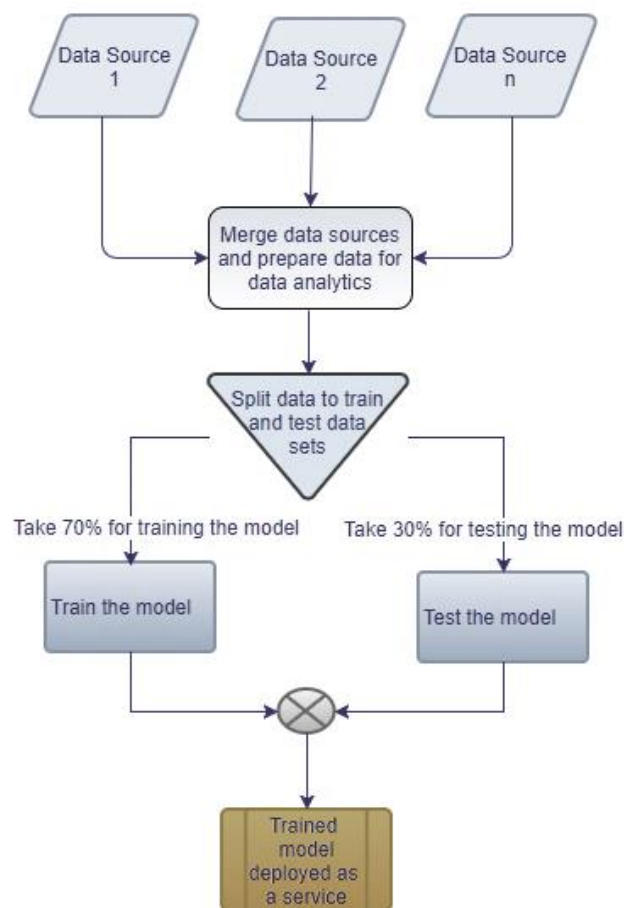 Data Source
1
Data Source
2
Data Source
n
Merge data sources
and prepare data for
data analytics
Split data to train
and test data
sets
Take 70% for training the model
Take 30% for testing the model
Train the model
Test the model
Trained
model
deployed as
a service